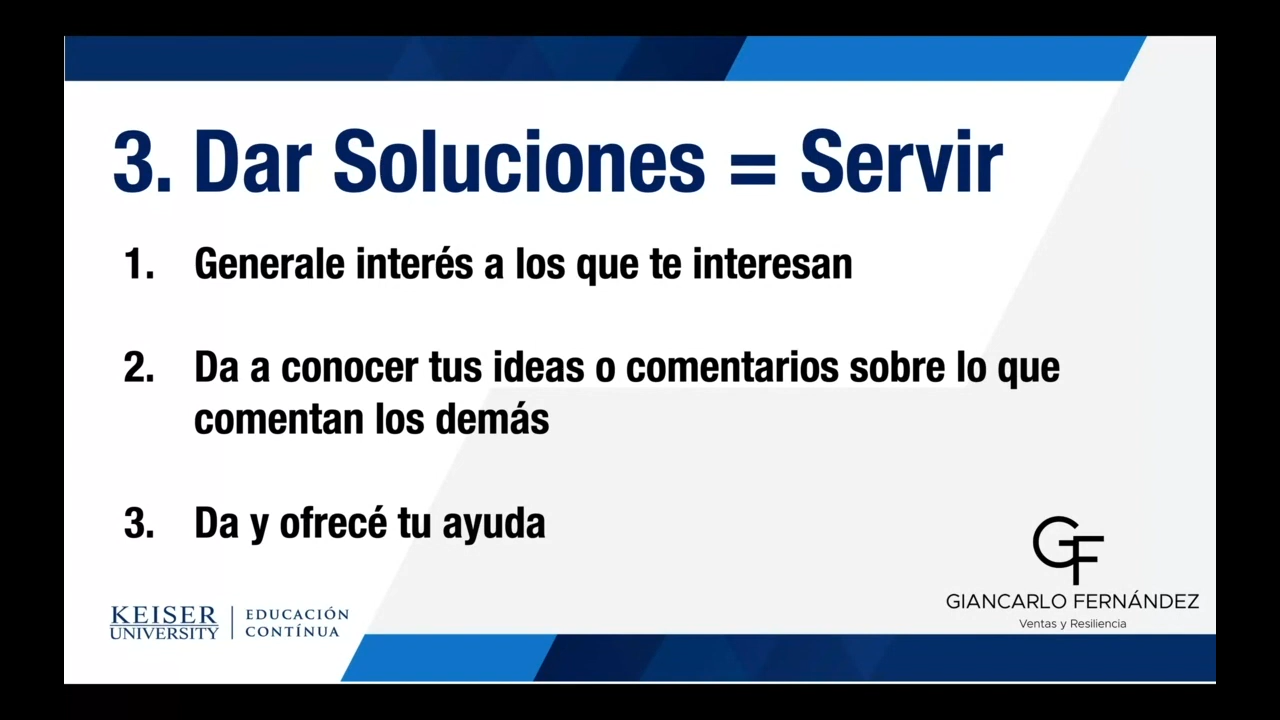 3. Dar Soluciones = Servir
1. Generale interés a los que te interesan
2. Da a conocer tus ideas o comentarios sobre lo que
comentan los demás
3. Da y ofrecé tu ayuda
GF
GIANCARLO FERNÁNDEZ
Ventas y Resiliencia
KEISER
UNIVERSITY
EDUCACIÓN
CONTÍNUA